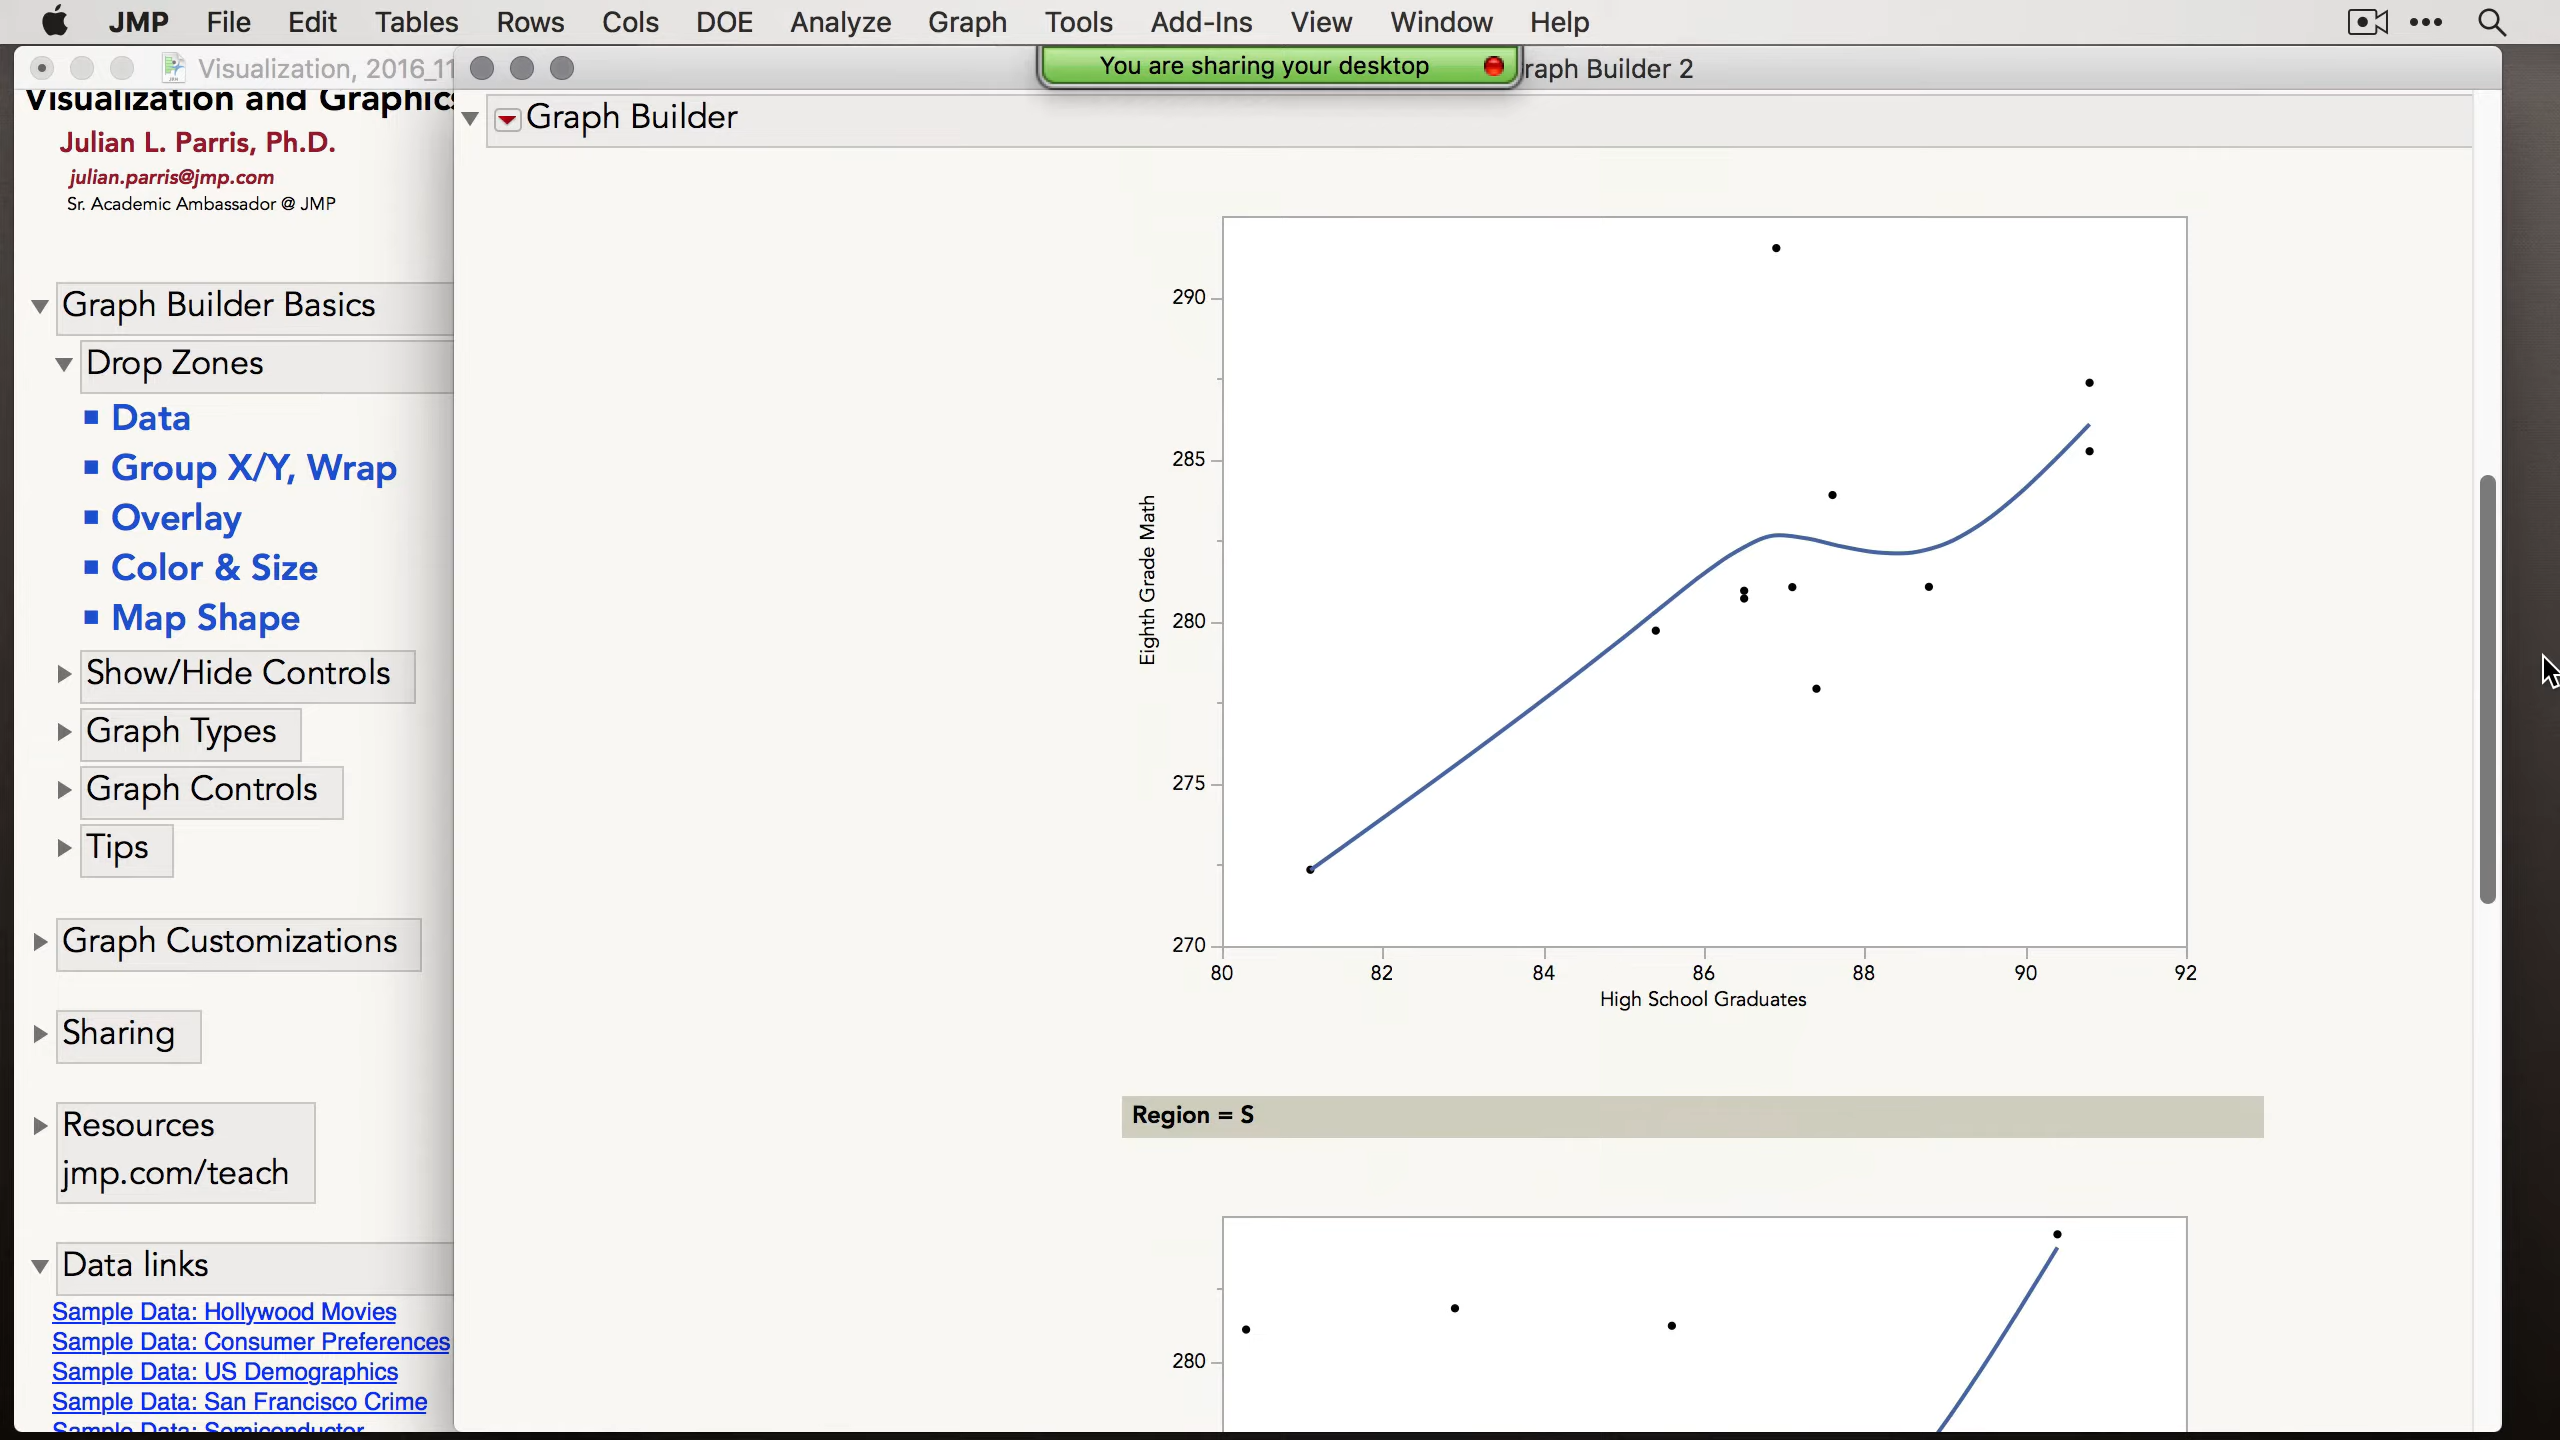 JMP File Edit Tables Rows Cols DOE Analyze Graph Tools Add-Ins View Window Help
Visualization, 2016_11
You are sharing your desktop
raph Builder 2
Visualization and Graphics
Julian L. Parris, Ph.D.
julian.parris@jmp.com
Sr. Academic Ambassador @ JMP
Graph Builder Basics
Drop Zones
Data
Group X/Y, Wrap
Overlay
Color & Size
Map Shape
Show/Hide Controls
Graph Types
Graph Controls
Tips
Graph Customizations
Sharing
Resources
jmp.com/teach
Data links
Sample Data: Hollywood Movies
Sample Data: Consumer Preferences
Sample Data: US Demographics
Sample Data: San Francisco Crime
Sample Data: Semiconductor
Graph Builder
290
285
280
275
270
Eighth Grade Math
80 82 84 86 88 90 92
High School Graduates
Region = S
280